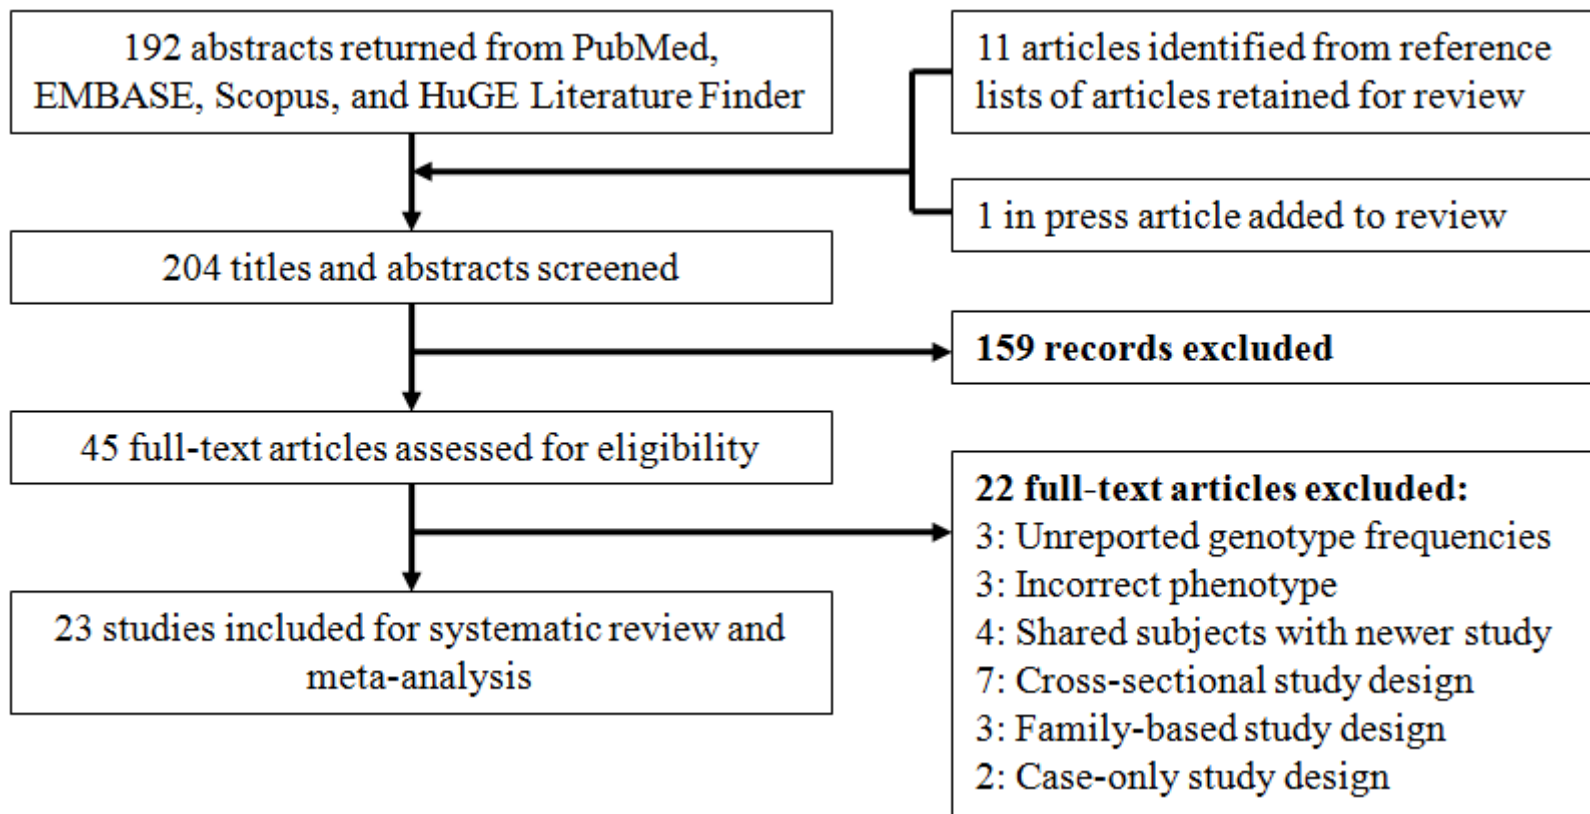 192 abstracts returned from PubMed,
EMBASE, Scopus, and HuGE Literature Finder
11 articles identified from reference
lists of articles retained for review
1 in press article added to review
204 titles and abstracts screened
159 records excluded
45 full-text articles assessed for eligibility
22 full-text articles excluded:
3: Unreported genotype frequencies
3: Incorrect phenotype
4: Shared subjects with newer study
7: Cross-sectional study design
3: Family-based study design
2: Case-only study design
23 studies included for systematic review and
meta-analysis